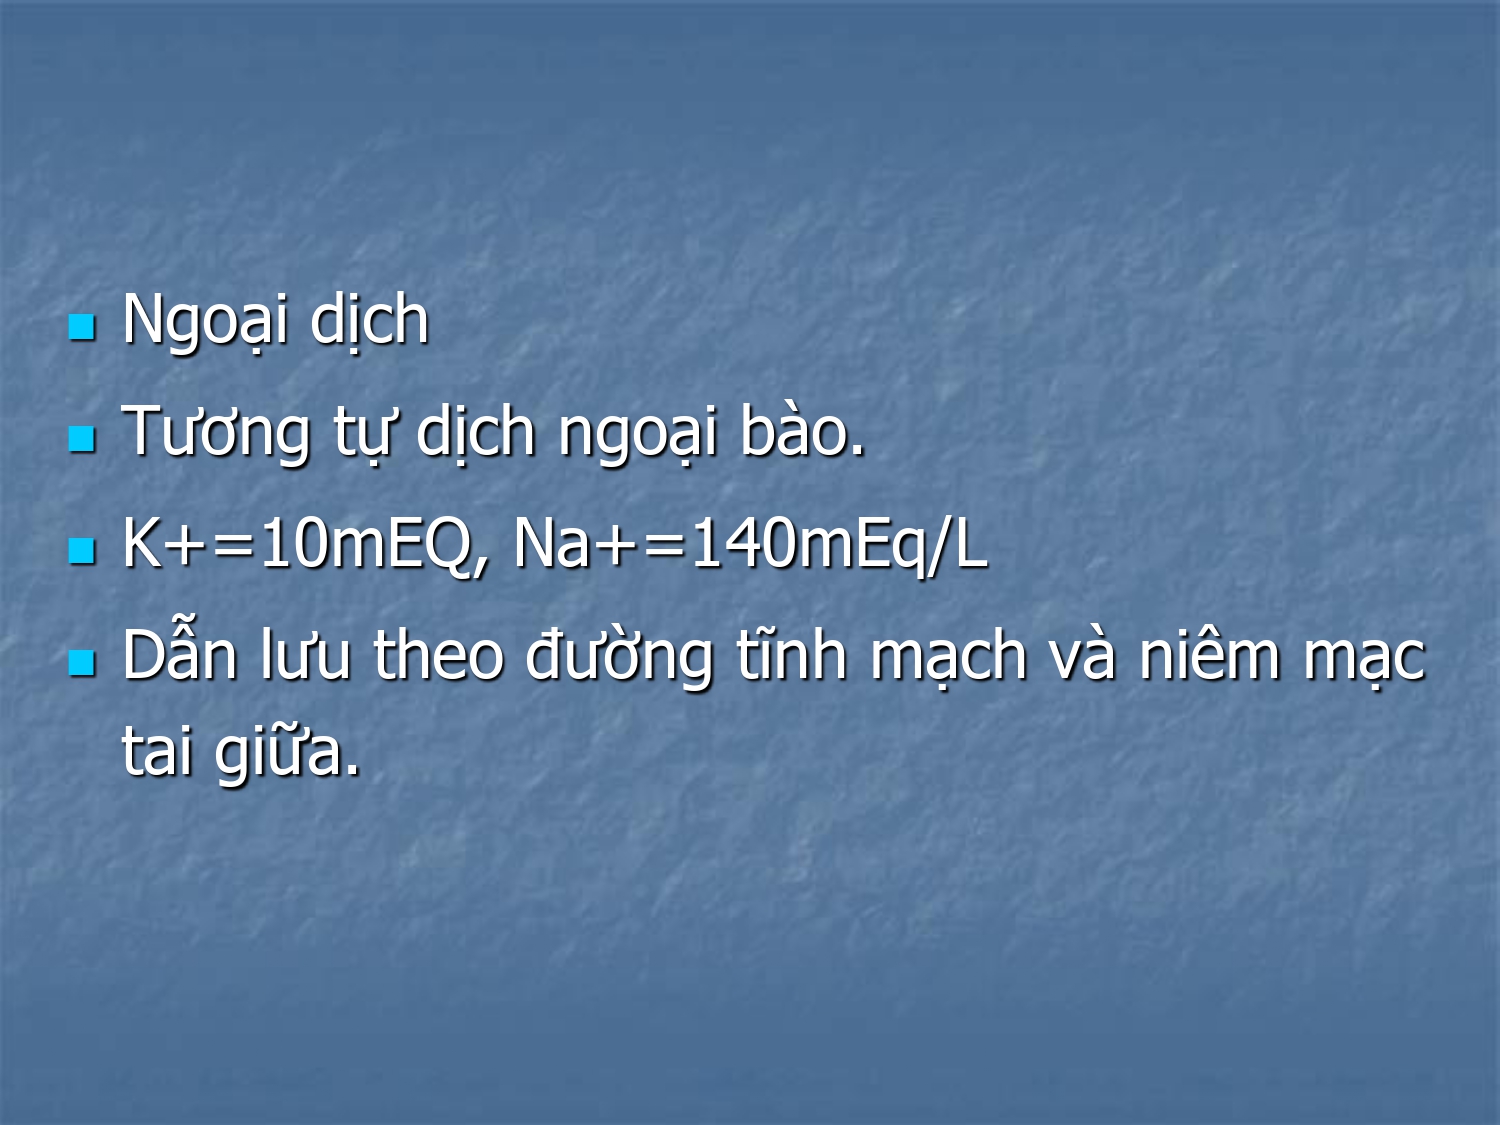 Ngoại dịch
Tương tự dịch ngoại bào.
K+=10mEQ, Na+=140mEq/L
Dẫn lưu theo đường tĩnh mạch và niêm mạc
tai giữa.